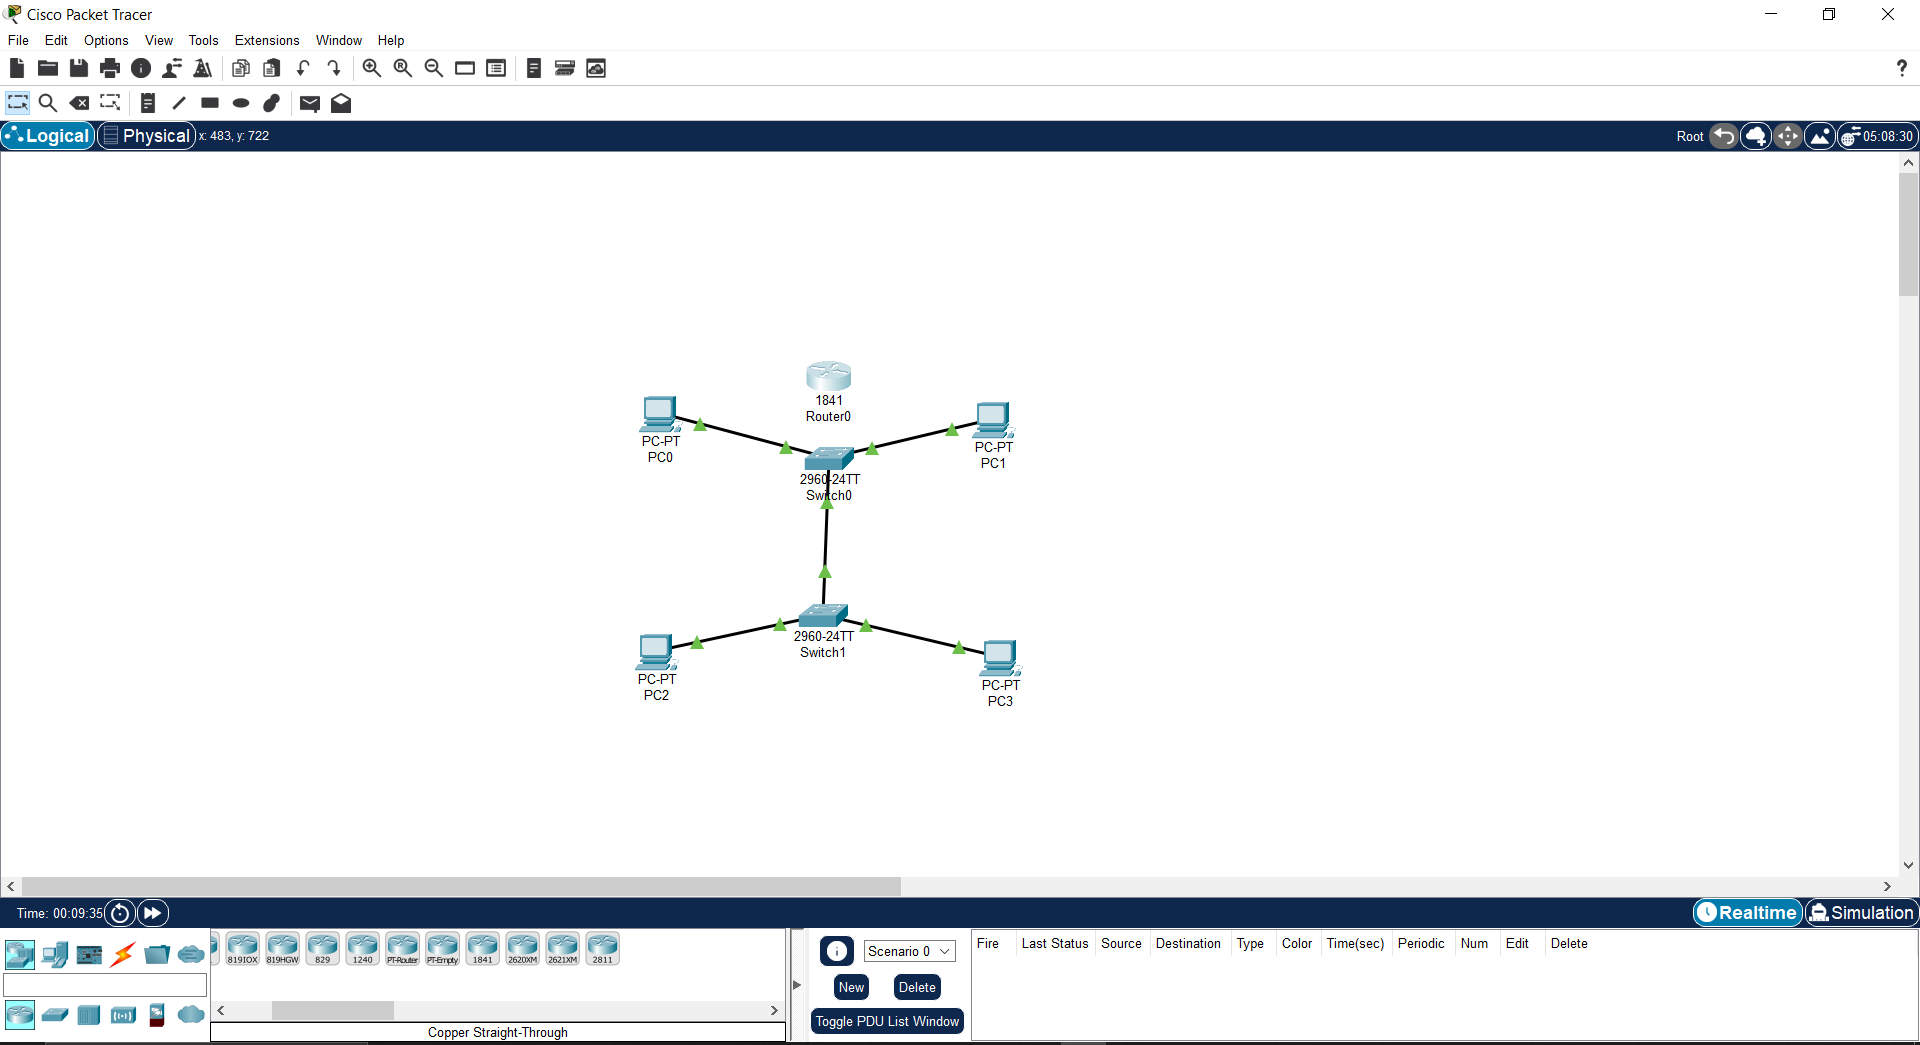 Cisco Packet Tracer
File Edit Options View Tools Extensions Window Help
Logical Physical x: 483, y: 722 Root 05:08:30
1841
Router0
PC-PT
PC0
PC-PT
PC1
2960-24TT
Switch0
2960-24TT
Switch1
PC-PT
PC2
PC-PT
PC3
Time: 00:09:35 Realtime Simulation
819IOX 819HGW 829 1240 PT-Router PT-Empty 1841 2620XM 2621XM 2811
Copper Straight-Through
Scenario 0
New Delete
Toggle PDU List Window
Fire Last Status Source Destination Type Color Time(sec) Periodic Num Edit Delete